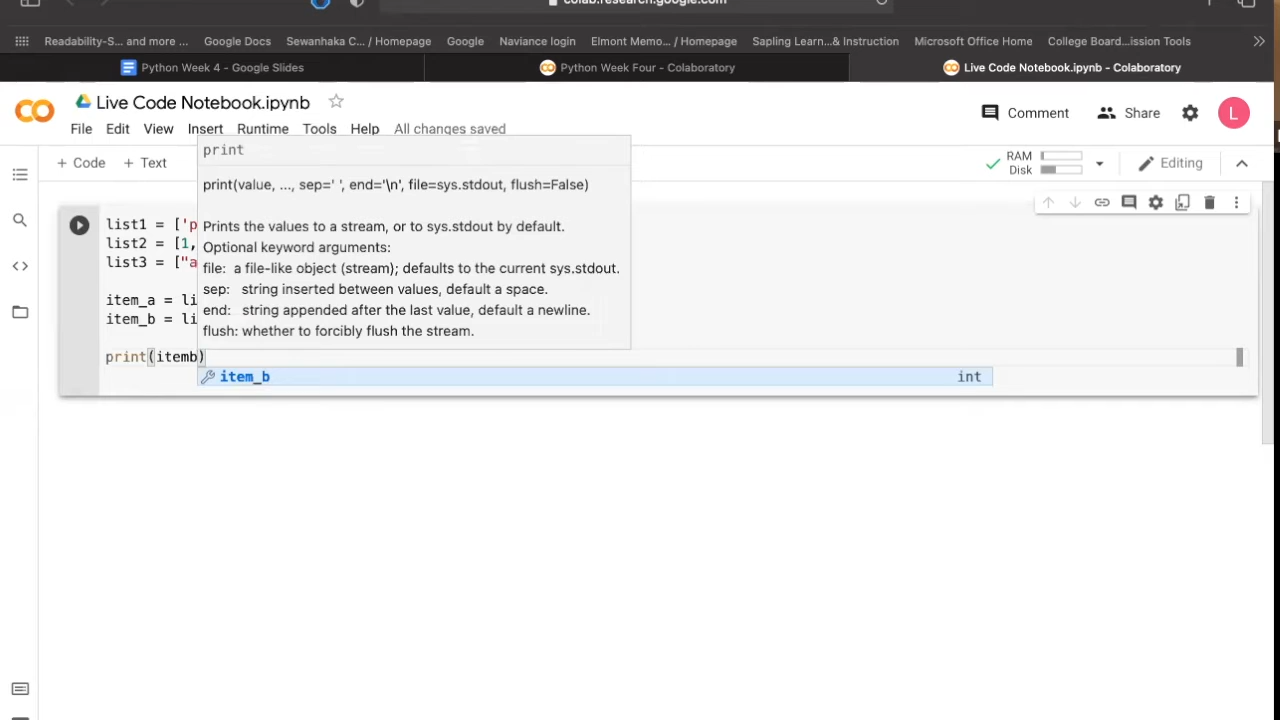 colab.research.google.com
Readability-S... and more ... Google Docs Sewanhaka C... / Homepage Google Naviance login Elmont Memo... / Homepage Sapling Learn...& Instruction Microsoft Office Home College Board...ission Tools
Python Week 4 - Google Slides Python Week Four - Colaboratory Live Code Notebook.ipynb - Colaboratory
Live Code Notebook.ipynb
Comment Share L
File Edit View Insert Runtime Tools Help All changes saved
+ Code + Text
RAM
Disk
Editing
print
print(value, ..., sep=' ', end='\n', file=sys.stdout, flush=False)
Prints the values to a stream, or to sys.stdout by default.
Optional keyword arguments:
file: a file-like object (stream); defaults to the current sys.stdout.
sep: string inserted between values, default a space.
end: string appended after the last value, default a newline.
flush: whether to forcibly flush the stream.
list1 = ['p
list2 = [1,
list3 = ["a
item_a = li
item_b = li
print(itemb)
item_b int